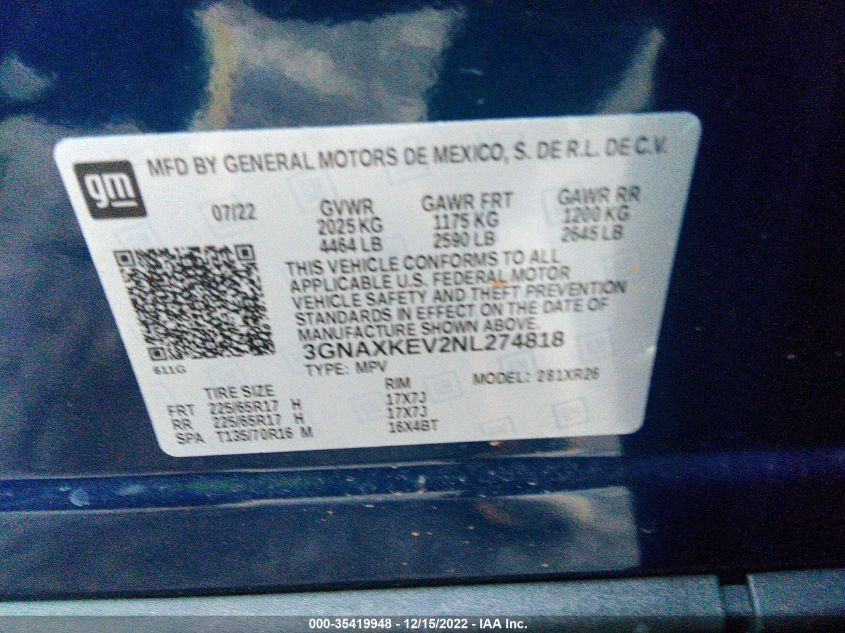 gm
MFD BY GENERAL MOTORS DE MEXICO, S. DE R.L. DE C.V.
07/22 GVWR GAWR FRT GAWR RR
2025 KG 1175 KG 1200 KG
4464 LB 2590 LB 2645 LB
THIS VEHICLE CONFORMS TO ALL
APPLICABLE U.S. FEDERAL MOTOR
VEHICLE SAFETY AND THEFT PREVENTION
STANDARDS IN EFFECT ON THE DATE OF
MANUFACTURE SHOWN ABOVE.
3GNAXKEV2NL274818
611G
TYPE: MPV MODEL: 281XR26
TIRE SIZE RIM
FRT 225/65R17 H 17X7J
RR 225/65R17 H 17X7J
SPA T135/70R16 M 16X4BT
000-35419948 - 12/15/2022 - IAA Inc.